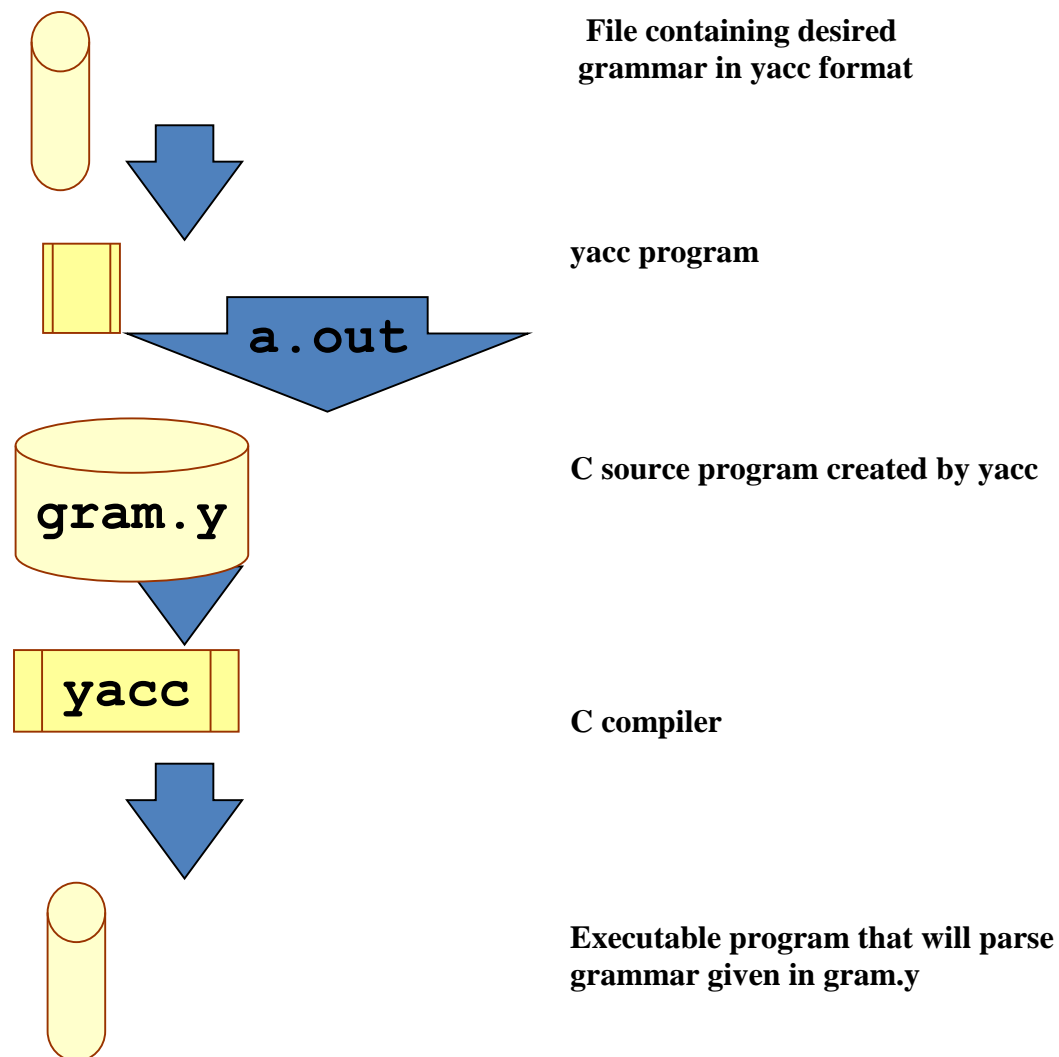 File containing desired
grammar in yacc format
yacc program
a.out
C source program created by yacc
gram.y
yacc
C compiler
Executable program that will parse
grammar given in gram.y